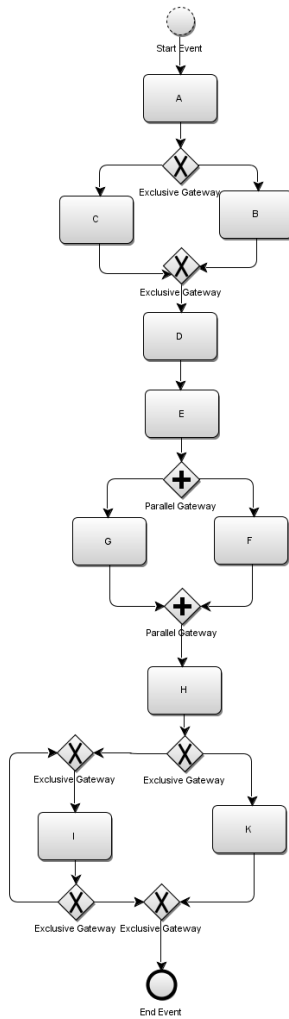 Start Event
A
Exclusive Gateway
C
B
Exclusive Gateway
D
E
Parallel Gateway
G
F
Parallel Gateway
H
Exclusive Gateway
Exclusive Gateway
I
K
Exclusive Gateway
Exclusive Gateway
End Event